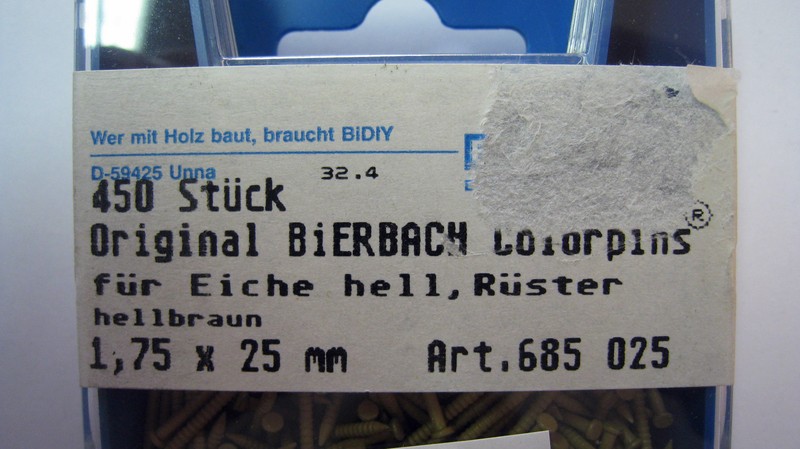 Wer mit Holz baut, braucht BiDIY
D-59425 Unna 32.4
450 Stück
Original BiERBACH Colorpins®
für Eiche hell, Rüster
hellbraun
1,75 x 25 mm Art.685 025